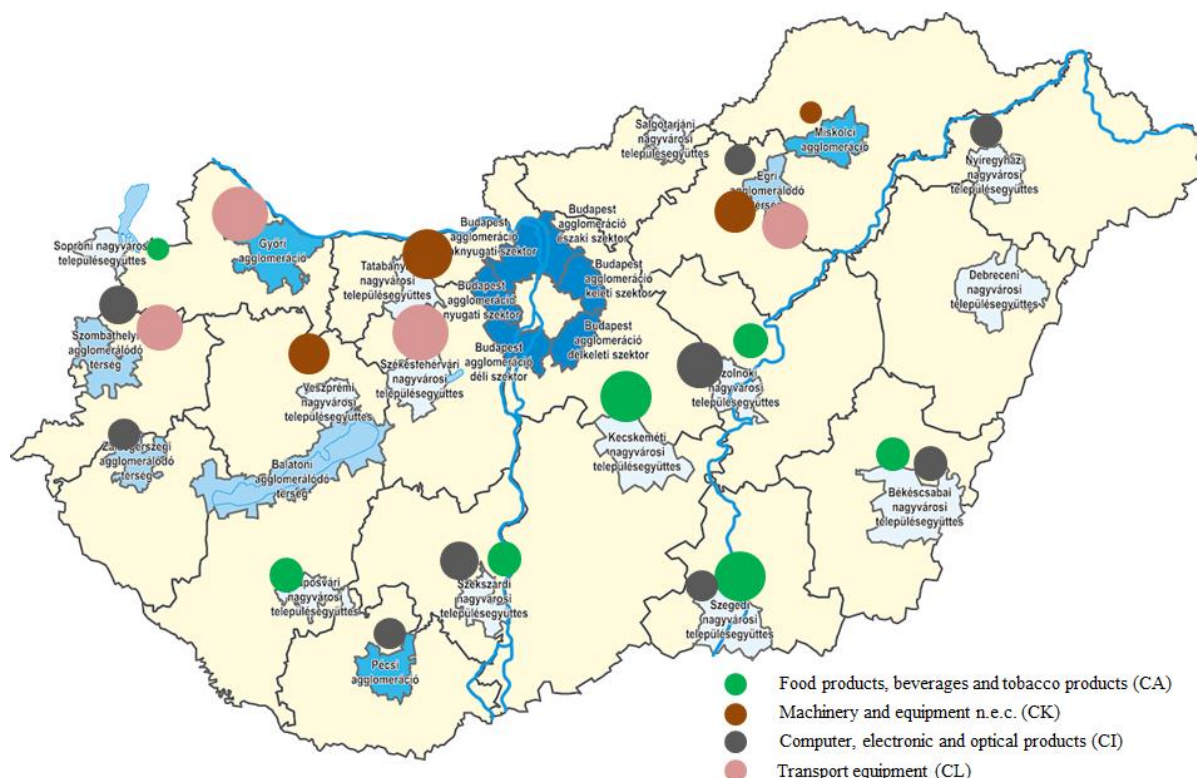 Salgótarjáni
nagyvárosi
településegyüttes
Miskolci
agglomeráció
Egri
agglomerálódó
Nyíregyházi
nagyvárosi
településegyüttes
Debreceni
nagyvárosi
településegyüttes
Soproni nagyvárosi
településegyüttes
Győri
agglomeráció
nagyvárosi
településegyüttes
Budapest
agglomeráció
szektor
Budapest
agglomeráció
északi szektor
Budapest
agglomeráció
nyugati szektor
Budapest
agglomeráció
keleti szektor
Budapest
agglomeráció
déli szektor
Budapest
agglomeráció
délkeleti szektor
Szombathelyi
agglomerálódó
térség
Székesfehérvári
nagyvárosi
településegyüttes
Veszprémi
nagyvárosi
településegyüttes
agglomerálódó
térség
Balatoni
agglomerálódó
térség
Kecskeméti
nagyvárosi
településegyüttes
nagyvárosi
településegyüttes
Békéscsabai
nagyvárosi
településegyüttes
nagyvárosi
településegyüttes
Szekszárdi
nagyvárosi
településegyüttes
Szegedi
nagyvárosi
településegyüttes
Pécsi
agglomeráció
Food products, beverages and tobacco products (CA)
Machinery and equipment n.e.c. (CK)
Computer, electronic and optical products (CI)
Transport equipment (CL)